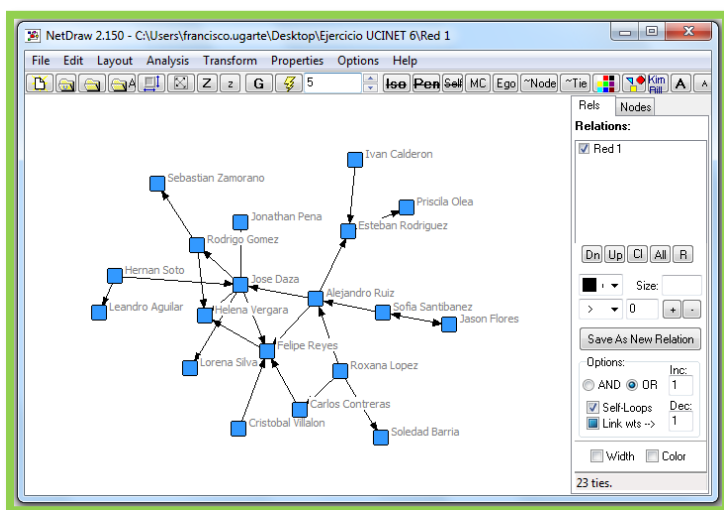 NetDraw 2.150 - C:\Users\francisco.ugarte\Desktop\Ejercicio UCINET 6\Red 1
File Edit Layout Analysis Transform Properties Options Help
A Z z G 5 Iso Pen Self MC Ego ~Node ~Tie Kim Pill A A
Rels Nodes
Relations:
Red 1
Ivan Calderon
Sebastian Zamorano
Priscila Olea
Jonathan Pena
Esteban Rodriguez
Rodrigo Gomez
Hernan Soto
Jose Daza
Alejandro Ruiz
Leandro Aguilar
Helena Vergara
Sofia Santibanez
Jason Flores
Felipe Reyes
Lorena Silva
Roxana Lopez
Carlos Contreras
Cristobal Villalon
Soledad Barria
Dn Up Cl All R
Size:
> 0 + -
Save As New Relation
Options:
Inc:
AND OR 1
Self-Loops Dec:
Link wts --> 1
Width Color
23 ties.